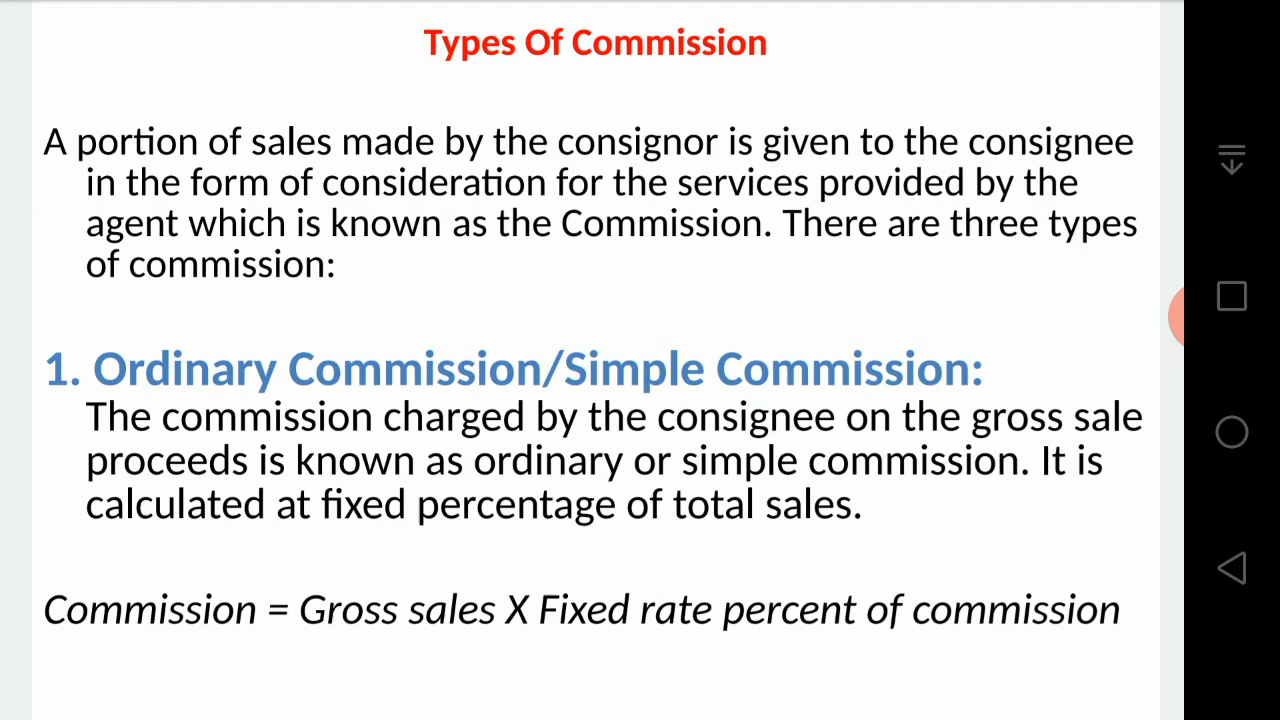 Types Of Commission
A portion of sales made by the consignor is given to the consignee
in the form of consideration for the services provided by the
agent which is known as the Commission. There are three types
of commission:
1. Ordinary Commission/Simple Commission:
The commission charged by the consignee on the gross sale
proceeds is known as ordinary or simple commission. It is
calculated at fixed percentage of total sales.
Commission = Gross sales X Fixed rate percent of commission